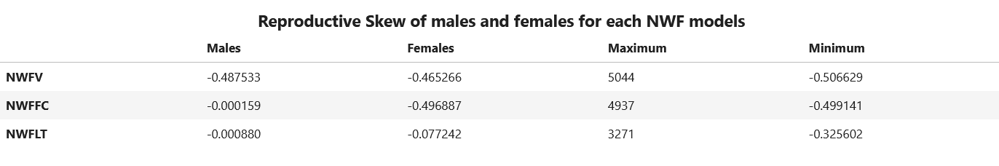 Reproductive Skew of males and females for each NWF models
Males Females Maximum Minimum
NWFV -0.487533 -0.465266 5044 -0.506629
NWFFC -0.000159 -0.496887 4937 -0.499141
NWFLT -0.000880 -0.077242 3271 -0.325602